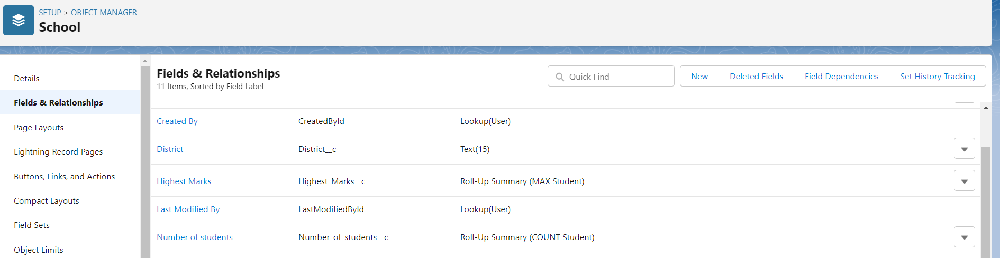 SETUP > OBJECT MANAGER
School
Details
Fields & Relationships
Page Layouts
Lightning Record Pages
Buttons, Links, and Actions
Compact Layouts
Field Sets
Object Limits
Fields & Relationships
11 Items, Sorted by Field Label
Quick Find
New
Deleted Fields
Field Dependencies
Set History Tracking
Created By CreatedById Lookup(User)
District District__c Text(15)
Highest Marks Highest_Marks__c Roll-Up Summary (MAX Student)
Last Modified By LastModifiedById Lookup(User)
Number of students Number_of_students__c Roll-Up Summary (COUNT Student)